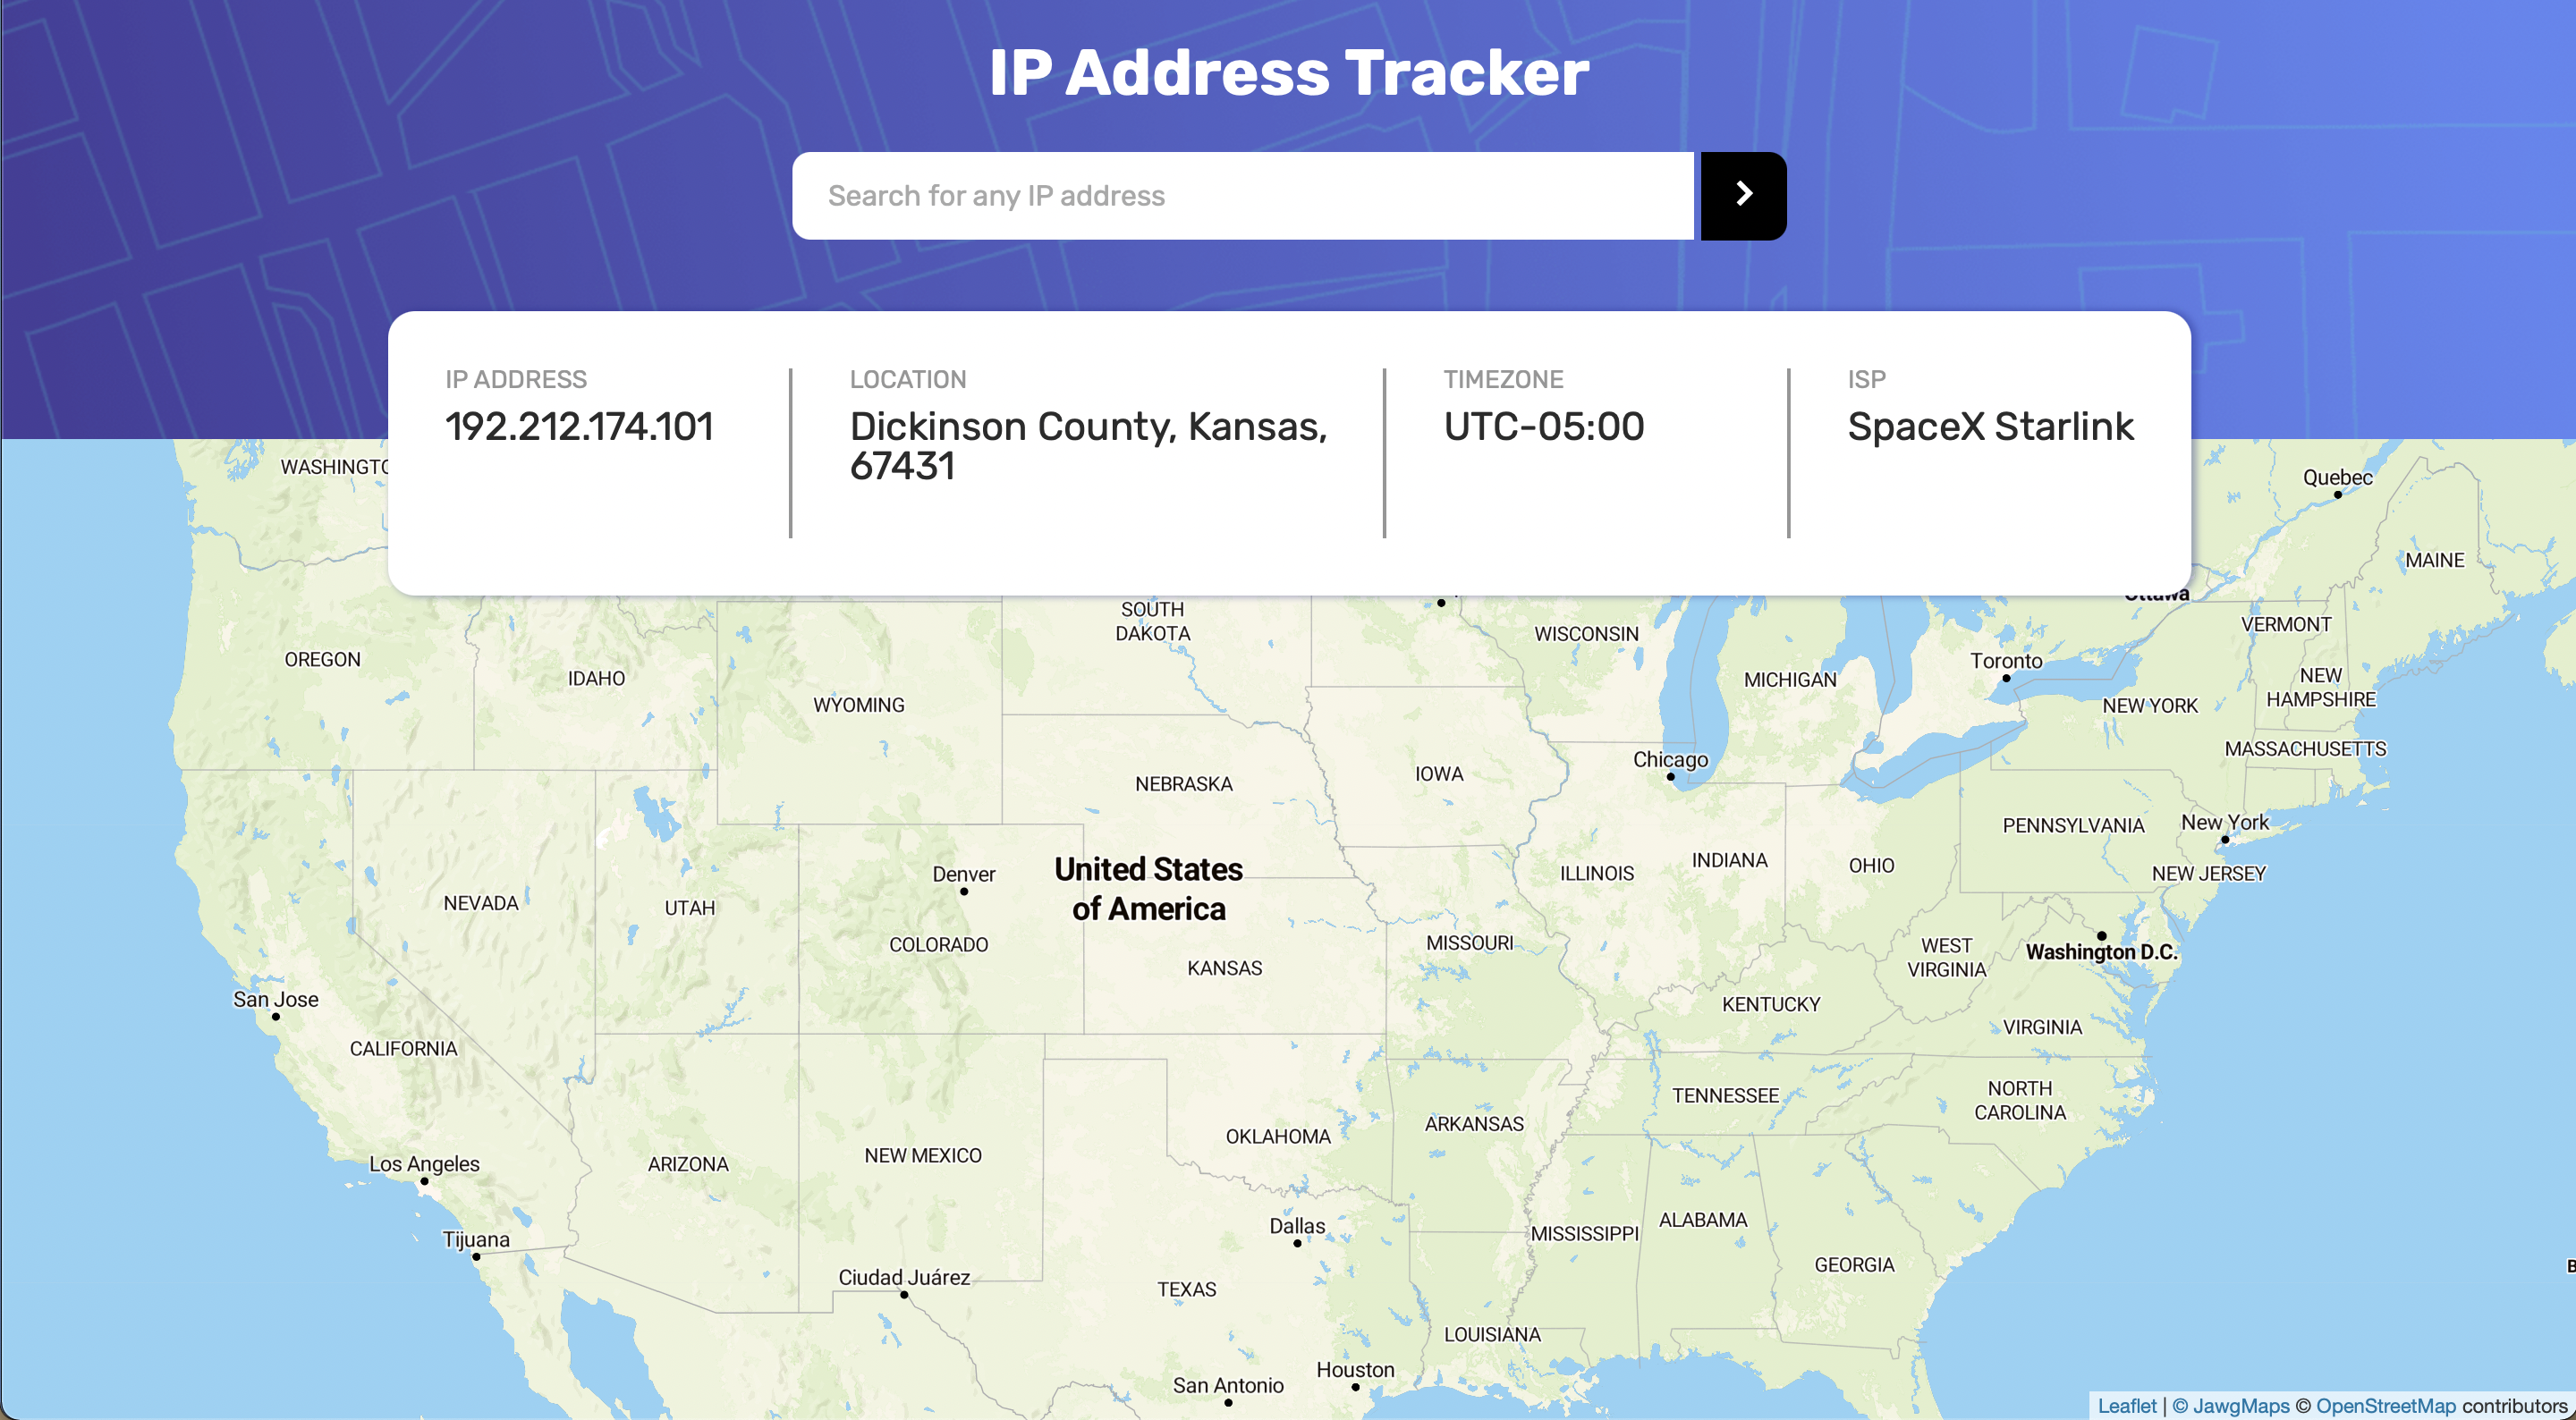 IP Address Tracker
Search for any IP address
IP ADDRESS
192.212.174.101
LOCATION
Dickinson County, Kansas,
67431
TIMEZONE
UTC-05:00
ISP
SpaceX Starlink
Quebec
MAINE
Ottawa
SOUTH
DAKOTA
WISCONSIN
VERMONT
OREGON
IDAHO
WYOMING
MICHIGAN
Toronto
NEW
HAMPSHIRE
NEW YORK
MASSACHUSETTS
Chicago
IOWA
NEBRASKA
PENNSYLVANIA
New York
NEW JERSEY
United States
of America
Denver
ILLINOIS
INDIANA
OHIO
NEVADA
UTAH
COLORADO
MISSOURI
WEST
VIRGINIA
Washington D.C.
KANSAS
San Jose
KENTUCKY
VIRGINIA
CALIFORNIA
TENNESSEE
NORTH
CAROLINA
OKLAHOMA
ARKANSAS
Los Angeles
ARIZONA
NEW MEXICO
Dallas
MISSISSIPPI
ALABAMA
Tijuana
GEORGIA
Ciudad Juárez
TEXAS
LOUISIANA
San Antonio
Houston
Leaflet | © JawgMaps © OpenStreetMap contributors